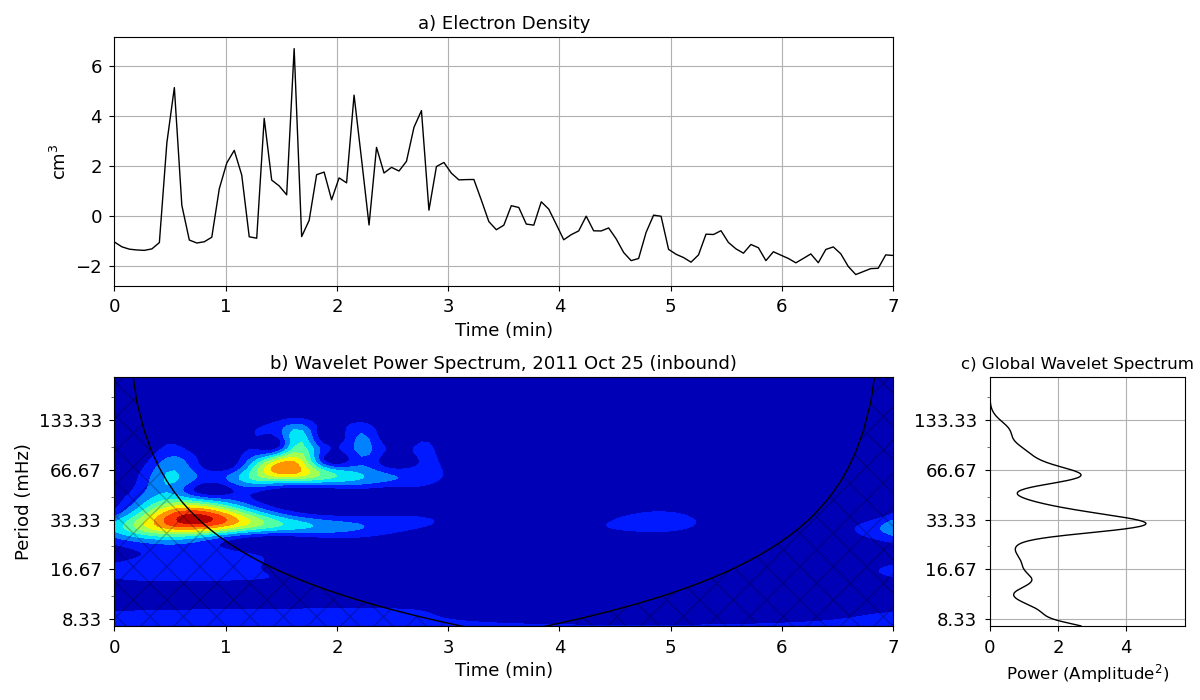 a) Electron Density
6
4
2
0
−2
cm³
0 1 2 3 4 5 6 7
Time (min)
b) Wavelet Power Spectrum, 2011 Oct 25 (inbound)
133.33
66.67
33.33
16.67
8.33
Period (mHz)
0 1 2 3 4 5 6 7
Time (min)
c) Global Wavelet Spectrum
133.33
66.67
33.33
16.67
8.33
0 2 4
Power (Amplitude²)